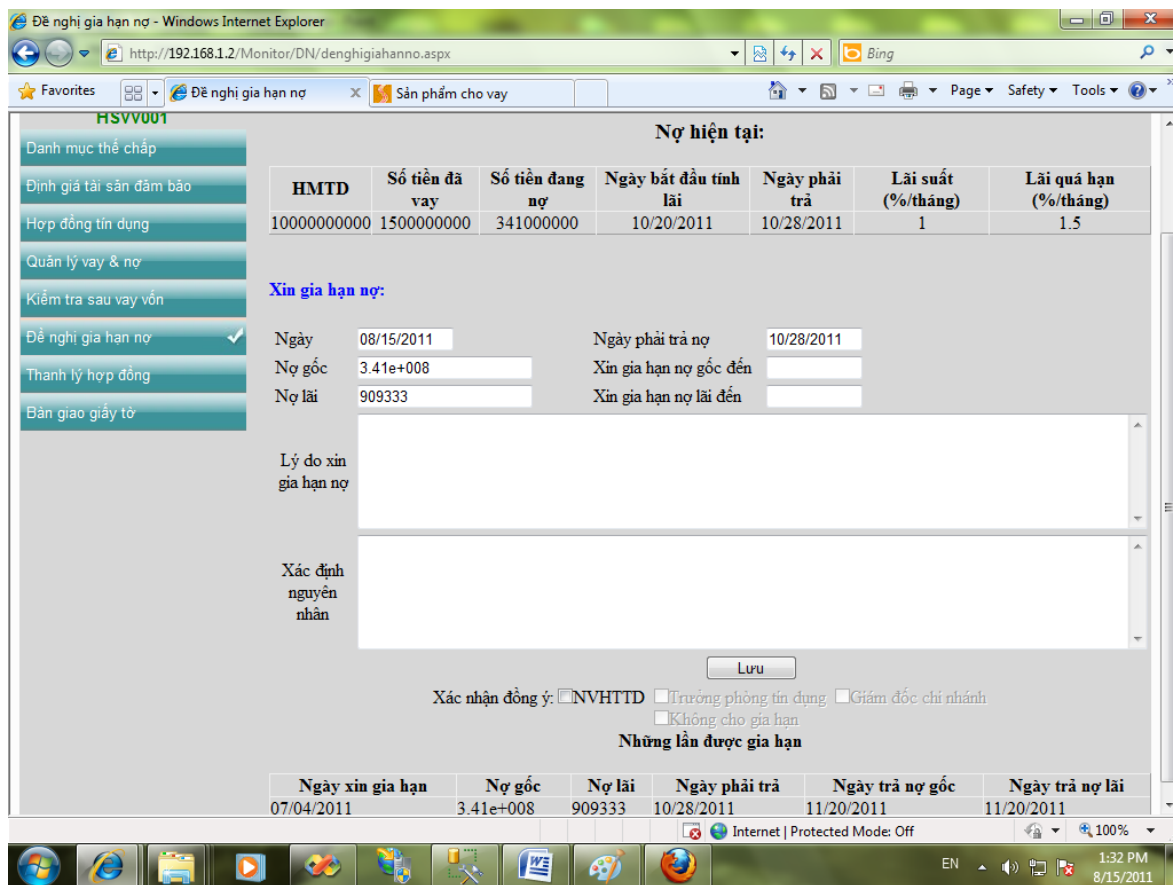 Đề nghị gia hạn nợ - Windows Internet Explorer
http://192.168.1.2/Monitor/DN/denghigiahanno.aspx
Bing
Favorites
Đề nghị gia hạn nợ
Sản phẩm cho vay
Page
Safety
Tools
HSVV001
Danh mục thế chấp
Định giá tài sản đảm bảo
Hợp đồng tín dụng
Quản lý vay & nợ
Kiểm tra sau vay vốn
Đề nghị gia hạn nợ
Thanh lý hợp đồng
Bàn giao giấy tờ
Nợ hiện tại:
HMTD Số tiền đã vay Số tiền đang nợ Ngày bắt đầu tính lãi Ngày phải trả Lãi suất (%/tháng) Lãi quá hạn (%/tháng)
10000000000 1500000000 341000000 10/20/2011 10/28/2011 1 1.5
Xin gia hạn nợ:
Ngày 08/15/2011 Ngày phải trả nợ 10/28/2011
Nợ gốc 3.41e+008 Xin gia hạn nợ gốc đến
Nợ lãi 909333 Xin gia hạn nợ lãi đến
Lý do xin
gia hạn nợ
Xác định
nguyên
nhân
Lưu
Xác nhận đồng ý: NVHTTD Trưởng phòng tín dụng Giám đốc chi nhánh
Không cho gia hạn
Những lần được gia hạn
Ngày xin gia hạn Nợ gốc Nợ lãi Ngày phải trả Ngày trả nợ gốc Ngày trả nợ lãi
07/04/2011 3.41e+008 909333 10/28/2011 11/20/2011 11/20/2011
Internet | Protected Mode: Off
100%
EN
1:32 PM
8/15/2011